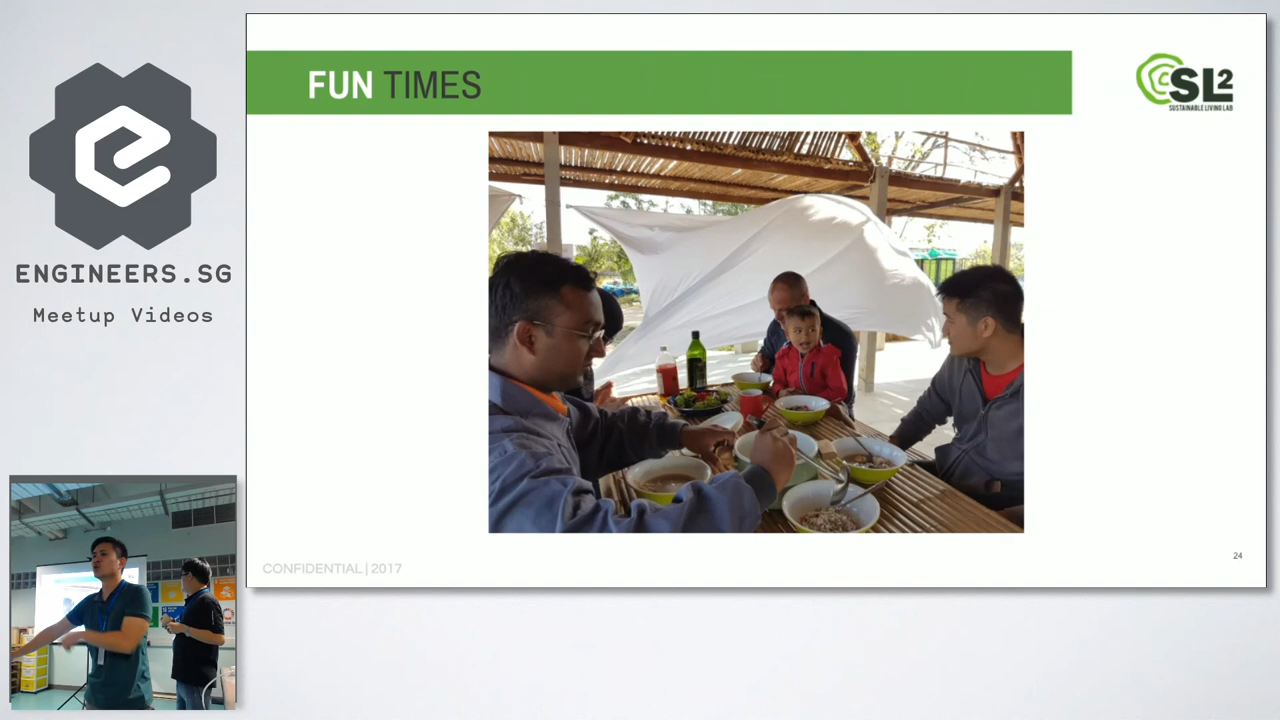 ENGINEERS.SG
Meetup Videos
FUN TIMES
SL2
SUSTAINABLE LIVING LAB
CONFIDENTIAL | 2017
24